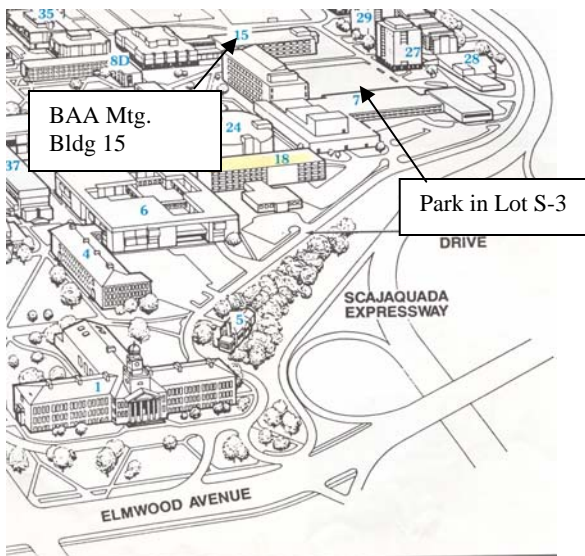 35
29
15
27
8D
28
BAA Mtg.
Bldg 15
7
24
18
37
Park in Lot S-3
6
DRIVE
4
SCAJAQUADA
EXPRESSWAY
5
1
ELMWOOD AVENUE